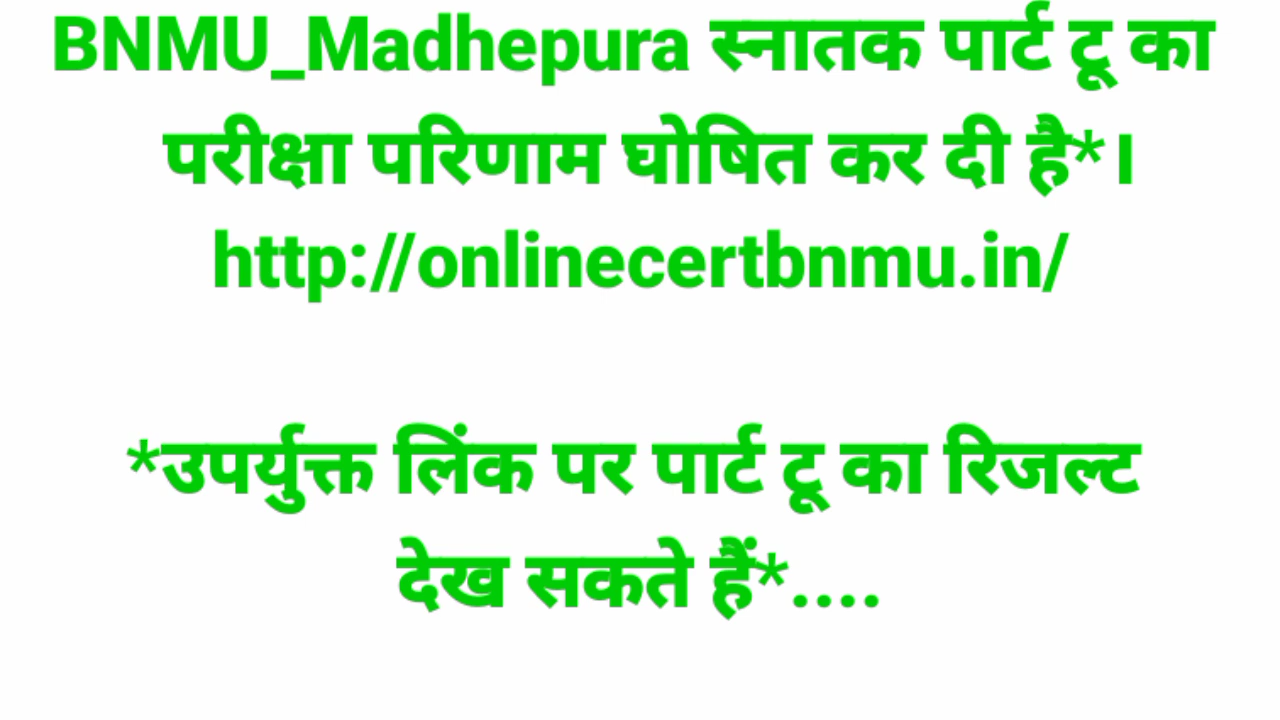 BNMU_Madhepura स्नातक पार्ट टू का
परीक्षा परिणाम घोषित कर दी है*।
http://onlinecertbnmu.in/
*उपर्युक्त लिंक पर पार्ट टू का रिजल्ट
देख सकते हैं*....